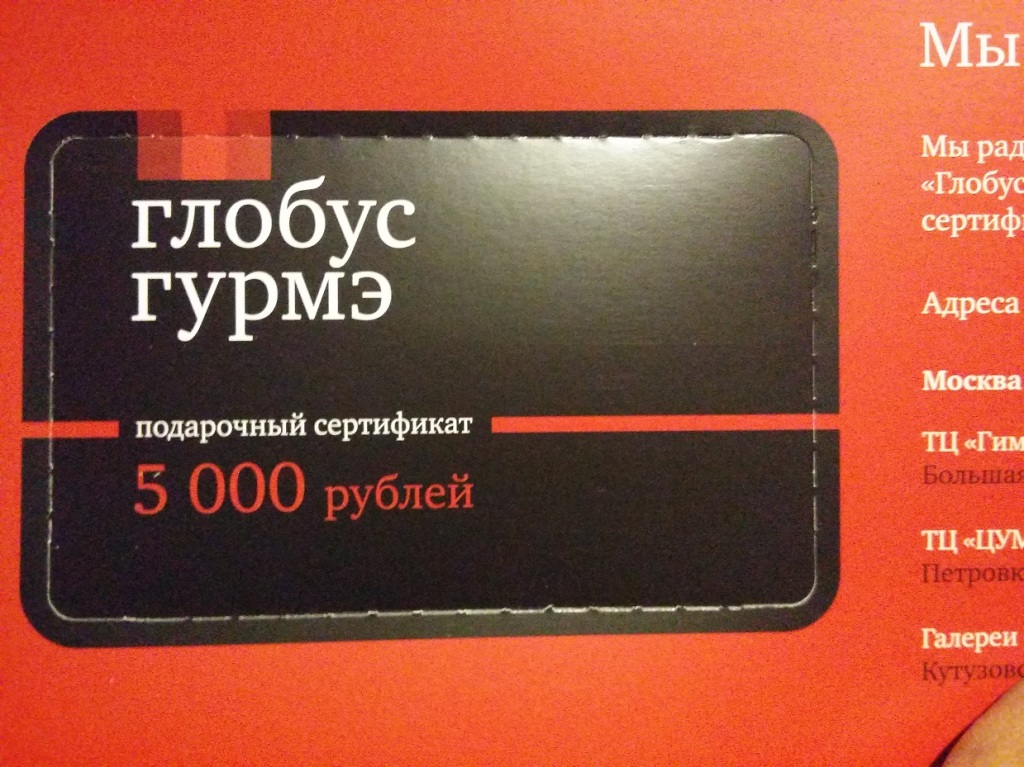 глобус
гурмэ
подарочный сертификат
5 000 рублей
Мы
Мы рад
«Глобус
сертиф
Адреса
Москва
ТЦ «Гим
Большая
ТЦ «ЦУМ
Петровк
Галереи
Кутузовс